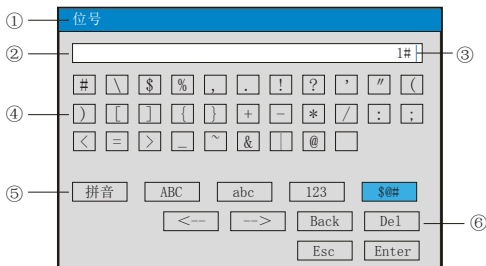 ① 位号
② 1# ③
# \ $ % , . ! ? ’ ″ (
④ ) [ ] { } + - * / : ;
< = > _ ~ & | @
⑤ 拼音 ABC abc 123 $@#
<-- --> Back Del ⑥
Esc Enter